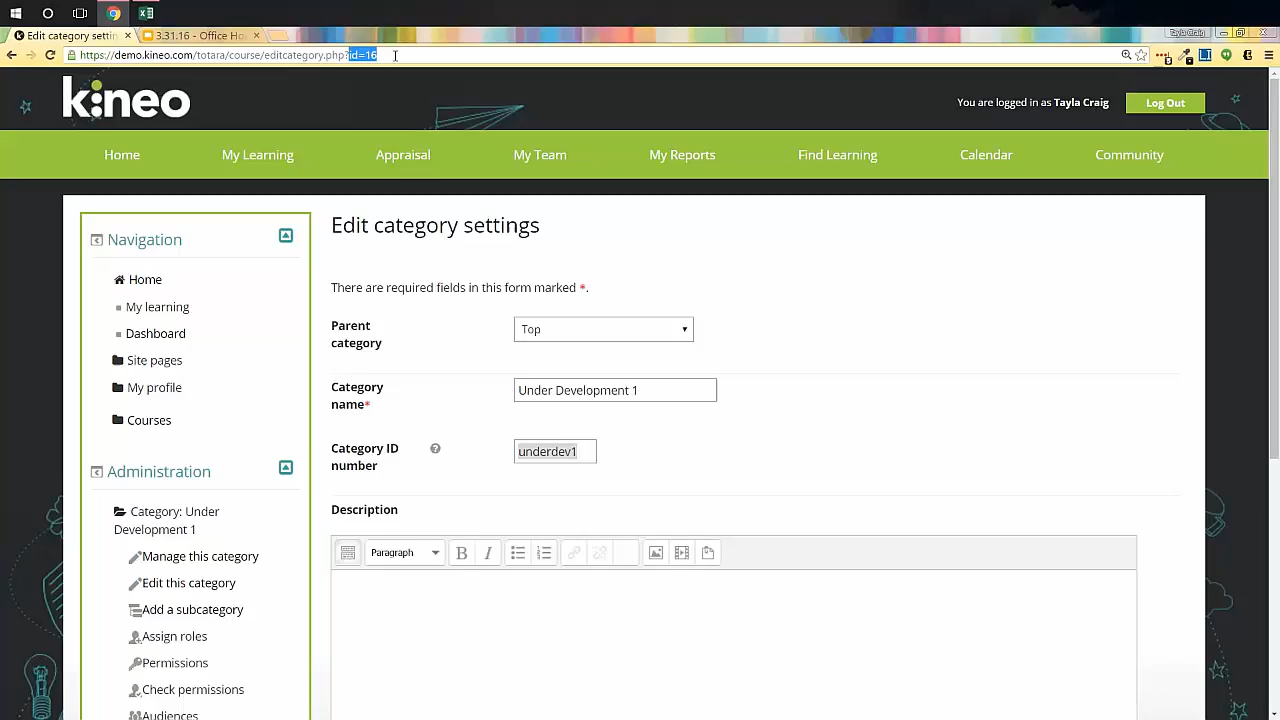 Tayla Craig
Edit category settin ×
3.31.16 - Office Ho ×
https://demo.kineo.com/totara/course/editcategory.php?id=16
kineo
You are logged in as Tayla Craig
Log Out
Home
My Learning
Appraisal
My Team
My Reports
Find Learning
Calendar
Community
Navigation
Home
My learning
Dashboard
Site pages
My profile
Courses
Administration
Category: Under
Development 1
Manage this category
Edit this category
Add a subcategory
Assign roles
Permissions
Check permissions
Audiences
Edit category settings
There are required fields in this form marked *.
Parent
category
Top
Category
name*
Under Development 1
Category ID
number
underdev1
Description
Paragraph
B
I